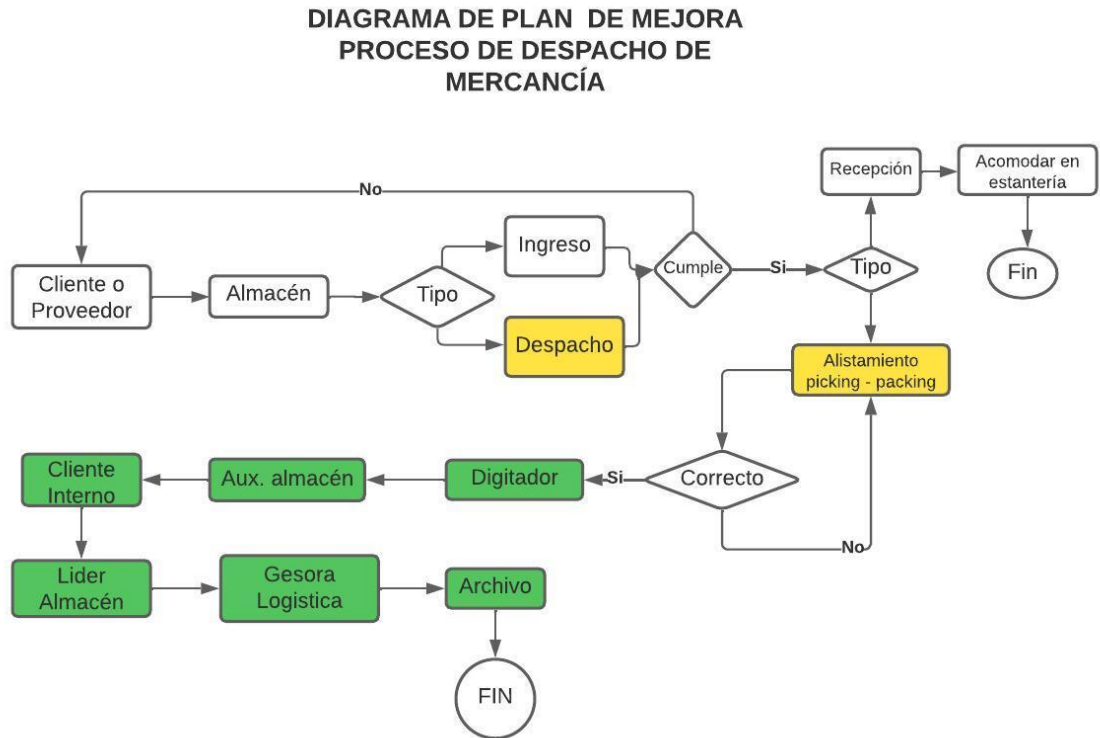 DIAGRAMA DE PLAN DE MEJORA
PROCESO DE DESPACHO DE
MERCANCÍA
Recepción
Acomodar en
estantería
No
Ingreso
Cumple
Si
Tipo
Fin
Cliente o
Proveedor
Almacén
Tipo
Despacho
Alistamiento
picking - packing
Cliente
Interno
Aux. almacén
Digitador
Si
Correcto
No
Lider
Almacén
Gesora
Logistica
Archivo
FIN